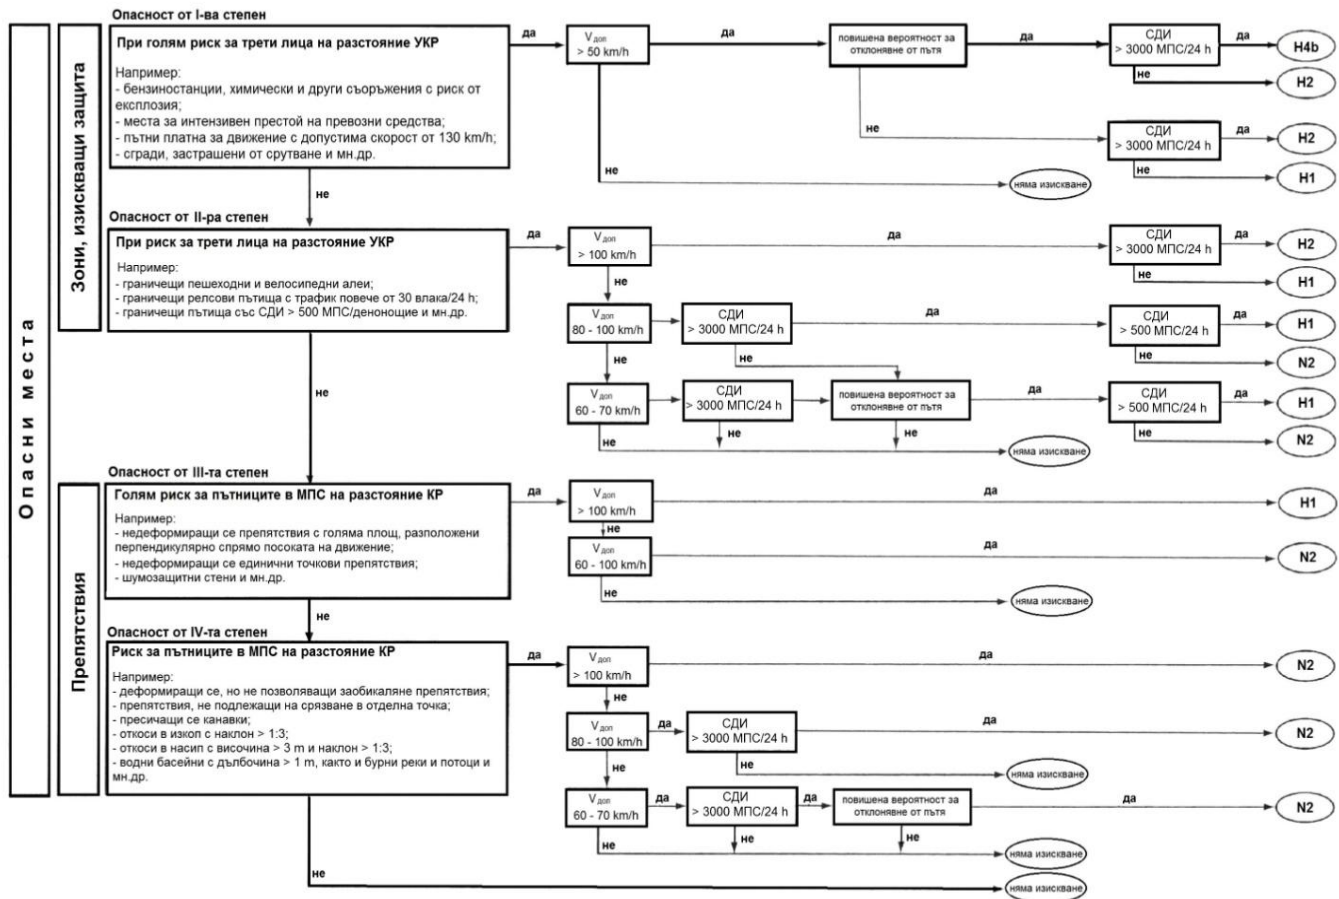 Опасни места
Зони, изискващи защита
Опасност от I-ва степен
При голям риск за трети лица на разстояние УКР
Например:
- бензиностанции, химически и други съоръжения с риск от
експлозия;
- места за интензивен престой на превозни средства;
- пътни платна за движение с допустима скорост от 130 km/h;
- сгради, застрашени от срутване и мн.др.
да
V доп
> 50 km/h
да
повишена вероятност за
отклонявне от пътя
да
СДИ
> 3000 МПС/24 h
да
H4b
не
H2
не
СДИ
> 3000 МПС/24 h
да
H2
не
H1
не
няма изискване
не
Опасност от II-ра степен
При риск за трети лица на разстояние УКР
Например:
- граничещи пешеходни и велосипедни алеи;
- граничещи релсови пътища с трафик повече от 30 влака/24 h;
- граничещи пътища със СДИ > 500 МПС/денонощие и мн.др.
да
V доп
> 100 km/h
да
СДИ
> 3000 МПС/24 h
да
H2
не
H1
не
V доп
80 - 100 km/h
да
СДИ
> 3000 МПС/24 h
да
СДИ
> 500 МПС/24 h
да
H1
не
N2
не
не
V доп
60 - 70 km/h
да
СДИ
> 3000 МПС/24 h
да
повишена вероятност за
отклонявне от пътя
да
СДИ
> 500 МПС/24 h
да
H1
не
N2
не
не
не
няма изискване
не
Препятствия
Опасност от III-та степен
Голям риск за пътниците в МПС на разстояние КР
Например:
- недеформиращи се препятствия с голяма площ, разположени
перпендикулярно спрямо посоката на движение;
- недеформиращи се единични точкови препятствия;
- шумозащитни стени и мн.др.
да
V доп
> 100 km/h
да
H1
не
V доп
60 - 100 km/h
да
N2
не
няма изискване
не
Опасност от IV-та степен
Риск за пътниците в МПС на разстояние КР
Например:
- деформиращи се, но не позволяващи заобикаляне препятствия;
- препятствия, не подлежащи на срязване в отделна точка;
- пресичащи се канавки;
- откоси в изкоп с наклон > 1:3;
- откоси в насип с височина > 3 m и наклон > 1:3;
- водни басейни с дълбочина > 1 m, както и бурни реки и потоци и
мн.др.
да
V доп
> 100 km/h
да
N2
не
V доп
80 - 100 km/h
да
СДИ
> 3000 МПС/24 h
да
N2
не
няма изискване
не
V доп
60 - 70 km/h
да
СДИ
> 3000 МПС/24 h
да
повишена вероятност за
отклонявне от пътя
да
N2
не
не
не
няма изискване
не
няма изискване